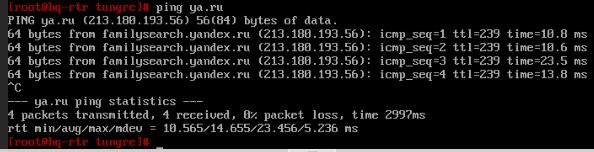 [root@hq-rtr tungre]# ping ya.ru
PING ya.ru (213.180.193.56) 56(84) bytes of data.
64 bytes from familysearch.yandex.ru (213.180.193.56): icmp_seq=1 ttl=239 time=10.8 ms
64 bytes from familysearch.yandex.ru (213.180.193.56): icmp_seq=2 ttl=239 time=10.6 ms
64 bytes from familysearch.yandex.ru (213.180.193.56): icmp_seq=3 ttl=239 time=23.5 ms
64 bytes from familysearch.yandex.ru (213.180.193.56): icmp_seq=4 ttl=239 time=13.8 ms
^C
--- ya.ru ping statistics ---
4 packets transmitted, 4 received, 0% packet loss, time 2997ms
rtt min/avg/max/mdev = 10.565/14.655/23.456/5.236 ms
[root@hq-rtr tungre]#